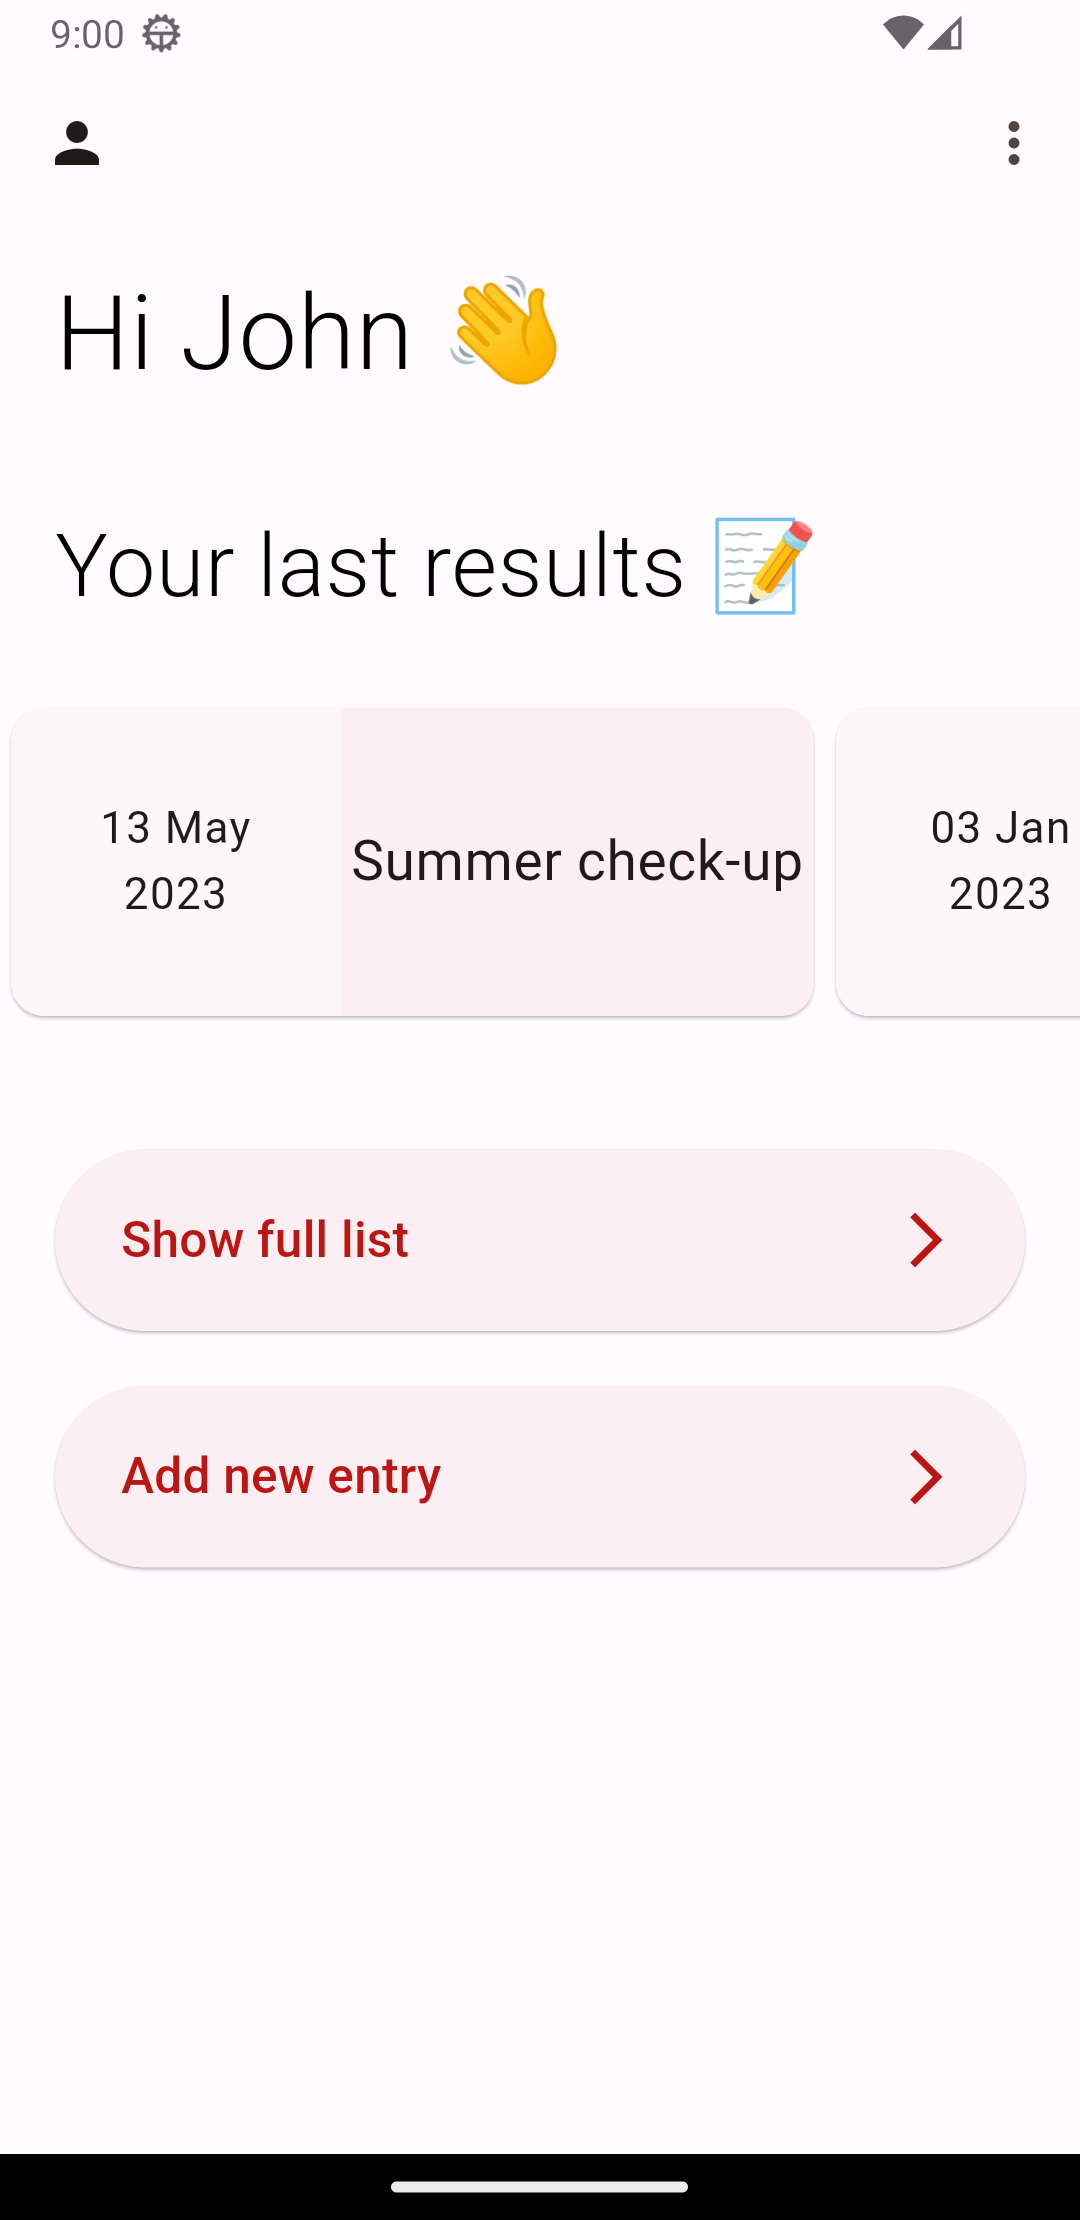 9:00
Hi John 👋
Your last results 📝
13 May
2023
Summer check-up
03 Jan
2023
Show full list
Add new entry